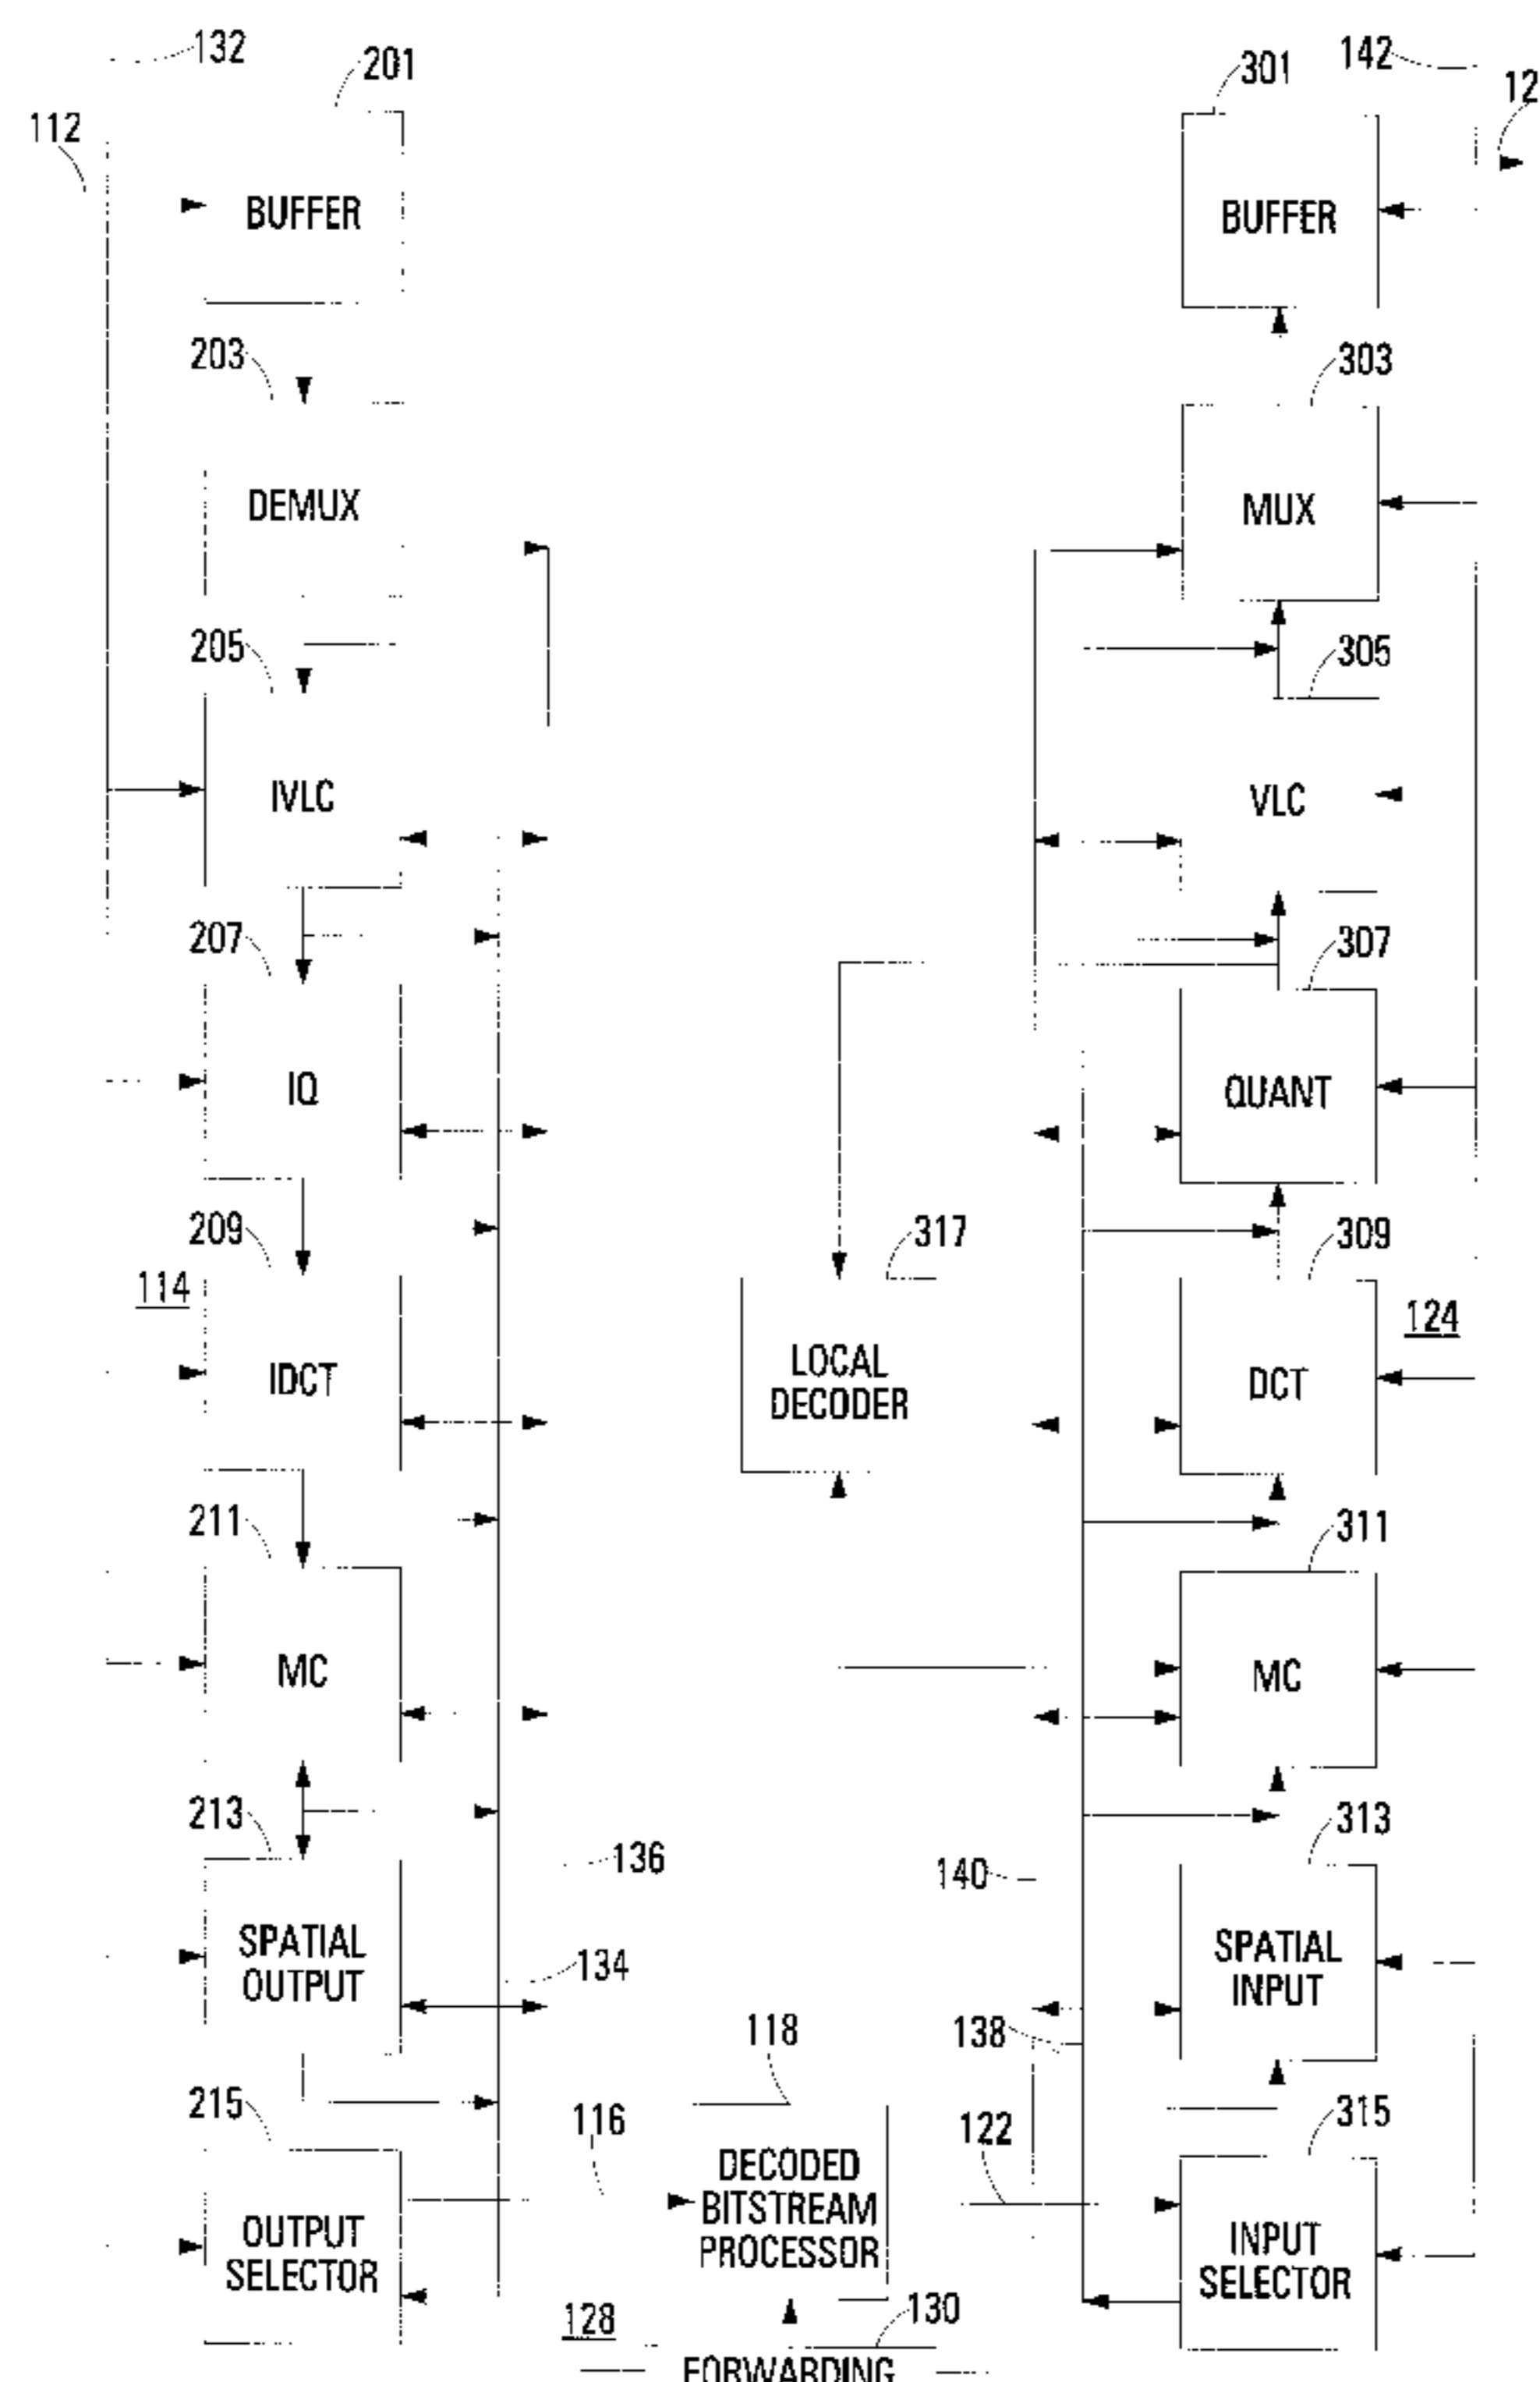 132
201
301
142
12
112
BUFFER
BUFFER
203
303
DEMUX
MUX
205
305
IVLC
VLC
207
307
IQ
QUANT
209
317
309
114
124
IDCT
LOCAL
DECODER
DCT
211
311
MC
MC
213
313
136
140
SPATIAL
OUTPUT
134
SPATIAL
INPUT
118
138
215
116
122
315
OUTPUT
SELECTOR
DECODED
BITSTREAM
PROCESSOR
INPUT
SELECTOR
128
130
FORWARDING